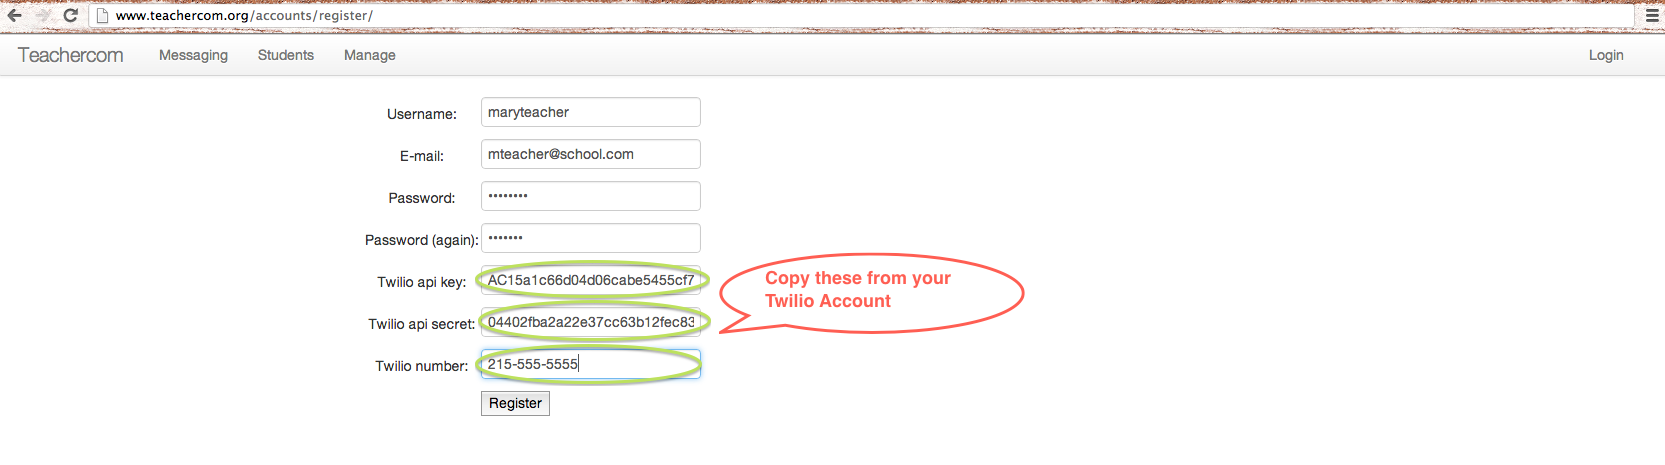 www.teachercom.org/accounts/register/
Teachercom Messaging Students Manage Login
Username: maryteacher
E-mail: mteacher@school.com
Password: ••••••••
Password (again): •••••••
Twilio api key: AC15a1c66d04d06cabe5455cf7
Twilio api secret: 04402fba2a22e37cc63b12fec83
Twilio number: 215-555-5555
Copy these from your
Twilio Account
Register